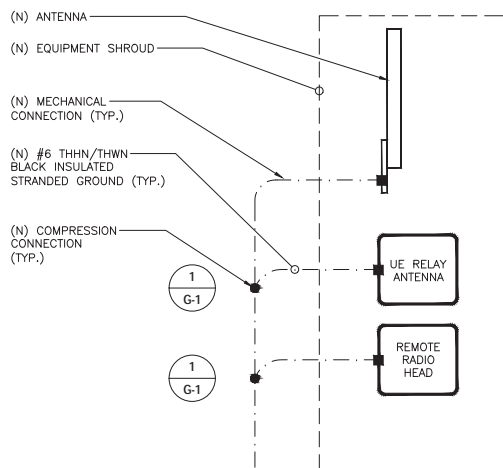 (N) ANTENNA
(N) EQUIPMENT SHROUD
(N) MECHANICAL
CONNECTION (TYP.)
(N) #6 THHN/THWN
BLACK INSULATED
STRANDED GROUND (TYP.)
(N) COMPRESSION
CONNECTION
(TYP.)
1
G-1
UE RELAY
ANTENNA
1
G-1
REMOTE
RADIO
HEAD